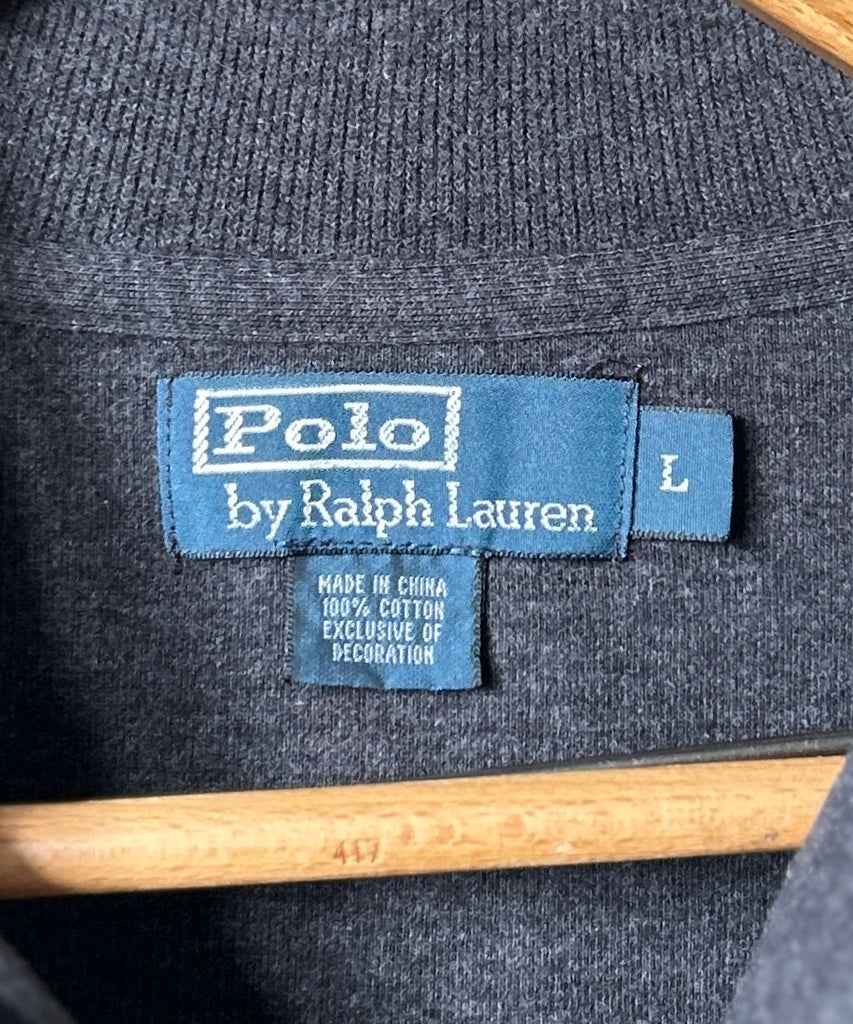 Polo
by Ralph Lauren
L
MADE IN CHINA
100% COTTON
EXCLUSIVE OF
DECORATION
417